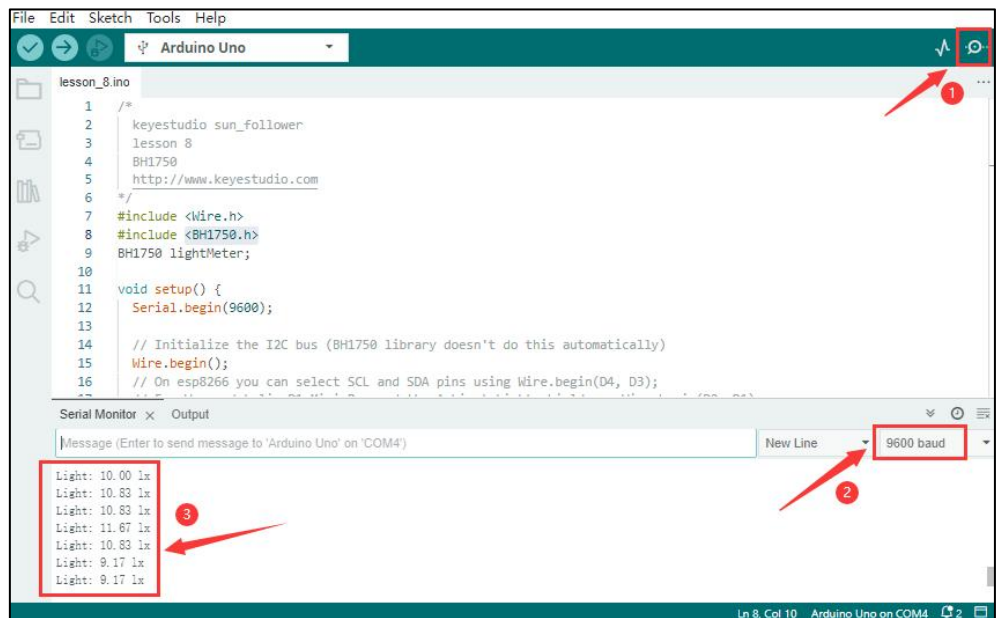 File Edit Sketch Tools Help
Arduino Uno
lesson_8.ino
1
1 /*
2 keyestudio sun_follower
3 lesson 8
4 BH1750
5 http://www.keyestudio.com
6 */
7 #include <Wire.h>
8 #include <BH1750.h>
9 BH1750 lightMeter;
10
11 void setup() {
12 Serial.begin(9600);
13
14 // Initialize the I2C bus (BH1750 library doesn't do this automatically)
15 Wire.begin();
16 // On esp8266 you can select SCL and SDA pins using Wire.begin(D4, D3);
Serial Monitor x Output
Message (Enter to send message to 'Arduino Uno' on 'COM4')
New Line
9600 baud
2
Light: 10.00 lx
Light: 10.83 lx
Light: 10.83 lx
3
Light: 11.67 lx
Light: 10.83 lx
Light: 9.17 lx
Light: 9.17 lx
Ln 8, Col 10 Arduino Uno on COM4 2